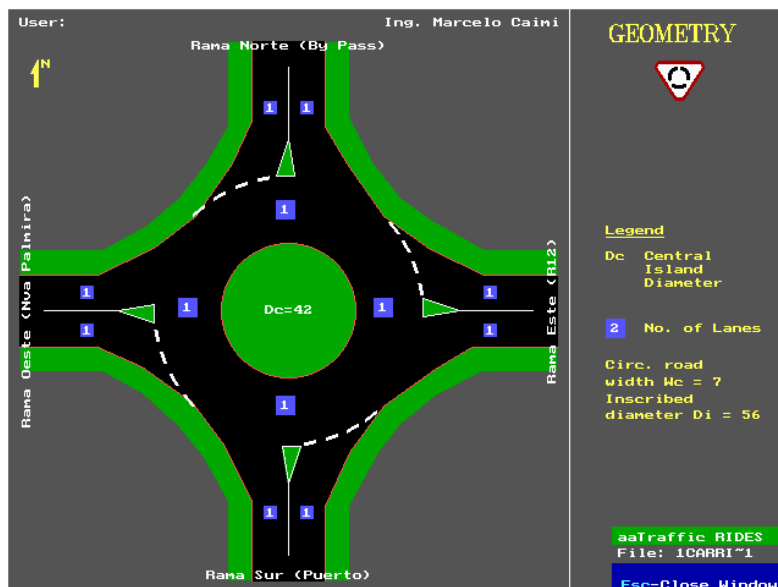 User:
Ing. Marcelo Caimi
Rama Norte (By Pass)
N
1 1
1
Rama Oeste (Nva Palmira)
1
1
1
Dc=42
1
1
1
Rama Este (R12)
1
1 1
Rama Sur (Puerto)
GEOMETRY
Legend
Dc Central
Island
Diameter
2 No. of Lanes
Circ. road
width Wc = 7
Inscribed
diameter Di = 56
aaTraffic RIDES
File: 1CARRI~1
Esc-Close Window